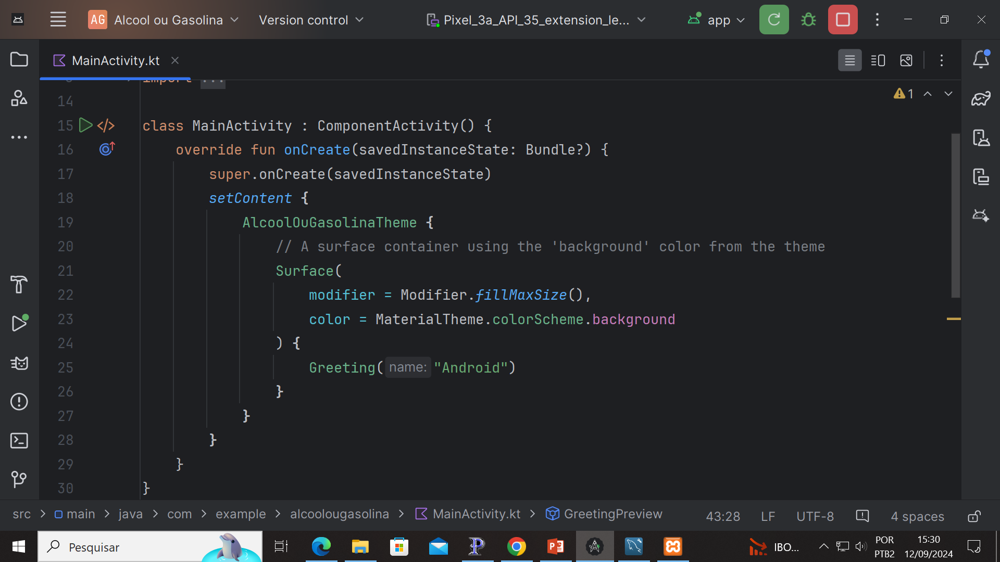 AG Alcool ou Gasolina Version control Pixel_3a_API_35_extension_le... app
MainActivity.kt
import ...
1
14
15 class MainActivity : ComponentActivity() {
16 override fun onCreate(savedInstanceState: Bundle?) {
17 super.onCreate(savedInstanceState)
18 setContent {
19 AlcoolOuGasolinaTheme {
20 // A surface container using the 'background' color from the theme
21 Surface(
22 modifier = Modifier.fillMaxSize(),
23 color = MaterialTheme.colorScheme.background
24 ) {
25 Greeting( name: "Android")
26 }
27 }
28 }
29 }
30 }
src > main > java > com > example > alcoolougasolina > MainActivity.kt > GreetingPreview 43:28 LF UTF-8 4 spaces
Pesquisar
IBO...
POR
PTB2
15:30
12/09/2024